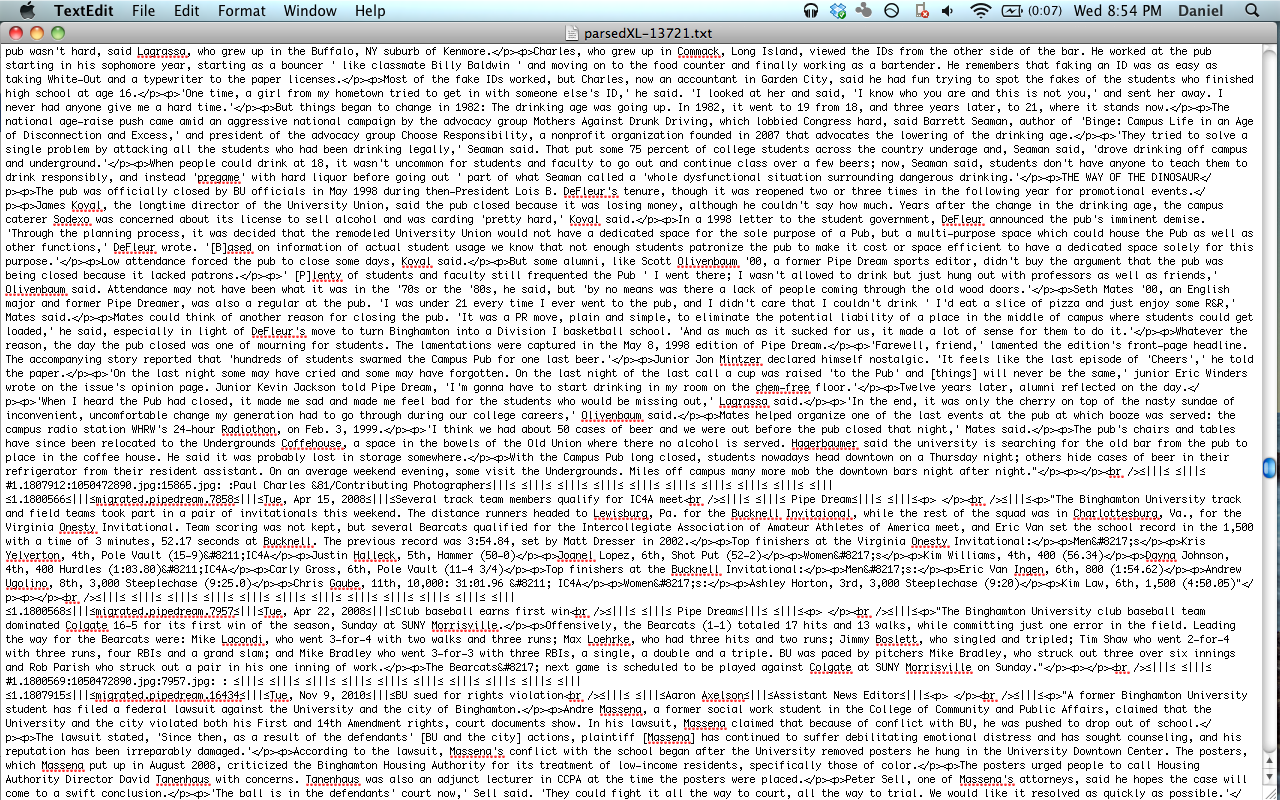 TextEdit File Edit Format Window Help (0:07) Wed 8:54 PM Daniel
parsedXL-13721.txt
pub wasn't hard, said Lagrassa, who grew up in the Buffalo, NY suburb of Kenmore.</p><p>Charles, who grew up in Commack, Long Island, viewed the IDs from the other side of the bar. He worked at the pub
starting in his sophomore year, starting as a bouncer ' like classmate Billy Baldwin ' and moving on to the food counter and finally working as a bartender. He remembers that faking an ID was as easy as
taking White-Out and a typewriter to the paper licenses.</p><p>Most of the fake IDs worked, but Charles, now an accountant in Garden City, said he had fun trying to spot the fakes of the students who finished
high school at age 16.</p><p>'One time, a girl from my hometown tried to get in with someone else's ID,' he said. 'I looked at her and said, 'I know who you are and this is not you,' and sent her away. I
never had anyone give me a hard time.'</p><p>But things began to change in 1982: The drinking age was going up. In 1982, it went to 19 from 18, and three years later, to 21, where it stands now.</p><p>The
national age-raise push came amid an aggressive national campaign by the advocacy group Mothers Against Drunk Driving, which lobbied Congress hard, said Barrett Seaman, author of 'Binge: Campus Life in an Age
of Disconnection and Excess,' and president of the advocacy group Choose Responsibility, a nonprofit organization founded in 2007 that advocates the lowering of the drinking age.</p><p>'They tried to solve a
single problem by attacking all the students who had been drinking legally,' Seaman said. That put some 75 percent of college students across the country underage and, Seaman said, 'drove drinking off campus
and underground.'</p><p>When people could drink at 18, it wasn't uncommon for students and faculty to go out and continue class over a few beers; now, Seaman said, students don't have anyone to teach them to
drink responsibly, and instead 'pregame' with hard liquor before going out ' part of what Seaman called a 'whole dysfunctional situation surrounding dangerous drinking.'</p><p>THE WAY OF THE DINOSAUR</
p><p>The pub was officially closed by BU officials in May 1998 during then-President Lois B. DeFleur's tenure, though it was reopened two or three times in the following year for promotional events.</
p><p>James Koval, the longtime director of the University Union, said the pub closed because it was losing money, although he couldn't say how much. Years after the change in the drinking age, the campus
caterer Sodexo was concerned about its license to sell alcohol and was carding 'pretty hard,' Koval said.</p><p>In a 1998 letter to the student government, DeFleur announced the pub's imminent demise.
'Through the planning process, it was decided that the remodeled University Union would not have a dedicated space for the sole purpose of a Pub, but a multi-purpose space which could house the Pub as well as
other functions,' DeFleur wrote. '[B]ased on information of actual student usage we know that not enough students patronize the pub to make it cost or space efficient to have a dedicated space solely for this
purpose.'</p><p>Low attendance forced the pub to close some days, Koval said.</p><p>But some alumni, like Scott Olivenbaum '00, a former Pipe Dream sports editor, didn't buy the argument that the pub was
being closed because it lacked patrons.</p><p>' [P]lenty of students and faculty still frequented the Pub ' I went there; I wasn't allowed to drink but just hung out with professors as well as friends,'
Olivenbaum said. Attendance may not have been what it was in the '70s or the '80s, he said, but 'by no means was there a lack of people coming through the old wood doors.'</p><p>Seth Mates '00, an English
major and former Pipe Dreamer, was also a regular at the pub. 'I was under 21 every time I ever went to the pub, and I didn't care that I couldn't drink ' I'd eat a slice of pizza and just enjoy some R&R,'
Mates said.</p><p>Mates could think of another reason for closing the pub. 'It was a PR move, plain and simple, to eliminate the potential liability of a place in the middle of campus where students could get
loaded,' he said, especially in light of DeFleur's move to turn Binghamton into a Division I basketball school. 'And as much as it sucked for us, it made a lot of sense for them to do it.'</p><p>Whatever the
reason, the day the pub closed was one of mourning for students. The lamentations were captured in the May 8, 1998 edition of Pipe Dream.</p><p>'Farewell, friend,' lamented the edition's front-page headline.
The accompanying story reported that 'hundreds of students swarmed the Campus Pub for one last beer.'</p><p>Junior Jon Mintzer declared himself nostalgic. 'It feels like the last episode of 'Cheers',' he told
the paper.</p><p>'On the last night some may have cried and some may have forgotten. On the last night of the last call a cup was raised 'to the Pub' and [things] will never be the same,' junior Eric Winders
wrote on the issue's opinion page. Junior Kevin Jackson told Pipe Dream, 'I'm gonna have to start drinking in my room on the chem-free floor.'</p><p>Twelve years later, alumni reflected on the day.</
p><p>'When I heard the Pub had closed, it made me sad and made me feel bad for the students who would be missing out,' Lagrassa said.</p><p>'In the end, it was only the cherry on top of the nasty sundae of
inconvenient, uncomfortable change my generation had to go through during our college careers,' Olivenbaum said.</p><p>Mates helped organize one of the last events at the pub at which booze was served: the
campus radio station WHRW's 24-hour Radiothon, on Feb. 3, 1999.</p><p>'I think we had about 50 cases of beer and we were out before the pub closed that night,' Mates said.</p><p>The pub's chairs and tables
have since been relocated to the Undergrounds Coffehouse, a space in the bowels of the Old Union where there no alcohol is served. Hagerbaumer said the university is searching for the old bar from the pub to
place in the coffee house. He said it was probably lost in storage somewhere.</p><p>With the Campus Pub long closed, students nowadays head downtown on a Thursday night; others hide cases of beer in their
refrigerator from their resident assistant. On an average weekend evening, some visit the Undergrounds. Miles off campus many more mob the downtown bars night after night."</p><p></p><br />≤|||≤ ≤|||≤
#1.1807912:1050472890.jpg:15865.jpg: :Paul Charles &81/Contributing Photographer≤|||≤ ≤|||≤ ≤|||≤ ≤|||≤ ≤|||≤ ≤|||≤ ≤|||≤
≤1.1800566≤|||≤migrated.pipedream.7858≤|||≤Tue, Apr 15, 2008≤|||≤Several track team members qualify for IC4A meet<br />≤|||≤ ≤|||≤ Pipe Dream≤|||≤ ≤|||≤<p> </p><br />≤|||≤<p>"The Binghamton University track
and field teams took part in a pair of invitationals this weekend. The distance runners headed to Lewisburg, Pa. for the Bucknell Invitaional, while the rest of the squad was in Charlottesburg, Va., for the
Virginia Onesty Invitational. Team scoring was not kept, but several Bearcats qualified for the Intercollegiate Association of Amateur Athletes of America meet, and Eric Van set the school record in the 1,500
with a time of 3 minutes, 52.17 seconds at Bucknell. The previous record was 3:54.84, set by Matt Dresser in 2002.</p><p>Top finishers at the Virginia Onesty Invitational:</p><p>Men&#8217;s</p><p>Kris
Yelverton, 4th, Pole Vault (15-9)&#8211;IC4A</p><p>Justin Halleck, 5th, Hammer (50-0)</p><p>Joanel Lopez, 6th, Shot Put (52-2)</p><p>Women&#8217;s</p><p>Kim Williams, 4th, 400 (56.34)</p><p>Dayna Johnson,
4th, 400 Hurdles (1:03.80)&#8211;IC4A</p><p>Carly Gross, 6th, Pole Vault (11-4 3/4)</p><p>Top finishers at the Bucknell Invitational:</p><p>Men&#8217;s:</p><p>Eric Van Ingen, 6th, 800 (1:54.62)</p><p>Andrew
Ugolino, 8th, 3,000 Steeplechase (9:25.0)</p><p>Chris Gaube, 11th, 10,000: 31:01.96 &#8211; IC4A</p><p>Women&#8217;s:</p><p>Ashley Horton, 3rd, 3,000 Steeplechase (9:20)</p><p>Kim Law, 6th, 1,500 (4:50.05)"</
p><p></p><br />≤|||≤ ≤|||≤ ≤|||≤ ≤|||≤ ≤|||≤ ≤|||≤ ≤|||≤ ≤|||≤ ≤|||≤
≤1.1800568≤|||≤migrated.pipedream.7957≤|||≤Tue, Apr 22, 2008≤|||≤Club baseball earns first win<br />≤|||≤ ≤|||≤ Pipe Dream≤|||≤ ≤|||≤<p> </p><br />≤|||≤<p>"The Binghamton University club baseball team
dominated Colgate 16-5 for its first win of the season, Sunday at SUNY Morrisville.</p><p>Offensively, the Bearcats (1-1) totaled 17 hits and 13 walks, while committing just one error in the field. Leading
the way for the Bearcats were: Mike Lacondi, who went 3-for-4 with two walks and three runs; Max Loehrke, who had three hits and two runs; Jimmy Boslett, who singled and tripled; Tim Shaw who went 2-for-4
with three runs, four RBIs and a grand slam; and Mike Bradley who went 3-for-3 with three RBIs, a single, a double and a triple. BU was paced by pitchers Mike Bradley, who struck out three over six innings
and Rob Parish who struck out a pair in his one inning of work.</p><p>The Bearcats&#8217; next game is scheduled to be played against Colgate at SUNY Morrisville on Sunday."</p><p></p><br />≤|||≤ ≤|||≤
#1.1800569:1050472890.jpg:7957.jpg: : ≤|||≤ ≤|||≤ ≤|||≤ ≤|||≤ ≤|||≤ ≤|||≤ ≤|||≤
≤1.1807915≤|||≤migrated.pipedream.16434≤|||≤Tue, Nov 9, 2010≤|||≤BU sued for rights violation<br />≤|||≤ ≤|||≤Aaron Axelson≤|||≤Assistant News Editors≤|||≤<p> </p><br />≤|||≤<p>"A former Binghamton University
student has filed a federal lawsuit against the University and the city of Binghamton.</p><p>Andre Massena, a former social work student in the College of Community and Public Affairs, claimed that the
University and the city violated both his First and 14th Amendment rights, court documents show. In his lawsuit, Massena claimed that because of conflict with BU, he was pushed to drop out of school.</
p><p>The lawsuit stated, 'Since then, as a result of the defendants' [BU and the city] actions, plaintiff [Massena] has continued to suffer debilitating emotional distress and has sought counseling, and his
reputation has been irreparably damaged.'</p><p>According to the lawsuit, Massena's conflict with the school began after the University removed posters he hung in the University Downtown Center. The posters,
which Massena put up in August 2008, criticized the Binghamton Housing Authority for its treatment of low-income residents, specifically those of color.</p><p>The posters urged people to call Housing
Authority Director David Tanenhaus with concerns. Tanenhaus was also an adjunct lecturer in CCPA at the time the posters were placed.</p><p>Peter Sell, one of Massena's attorneys, said he hopes the case will
come to a swift conclusion.</p><p>'The ball is in the defendants' court now,' Sell said. 'They could fight it all the way to court, all the way to trial. We would like it resolved as quickly as possible.'</